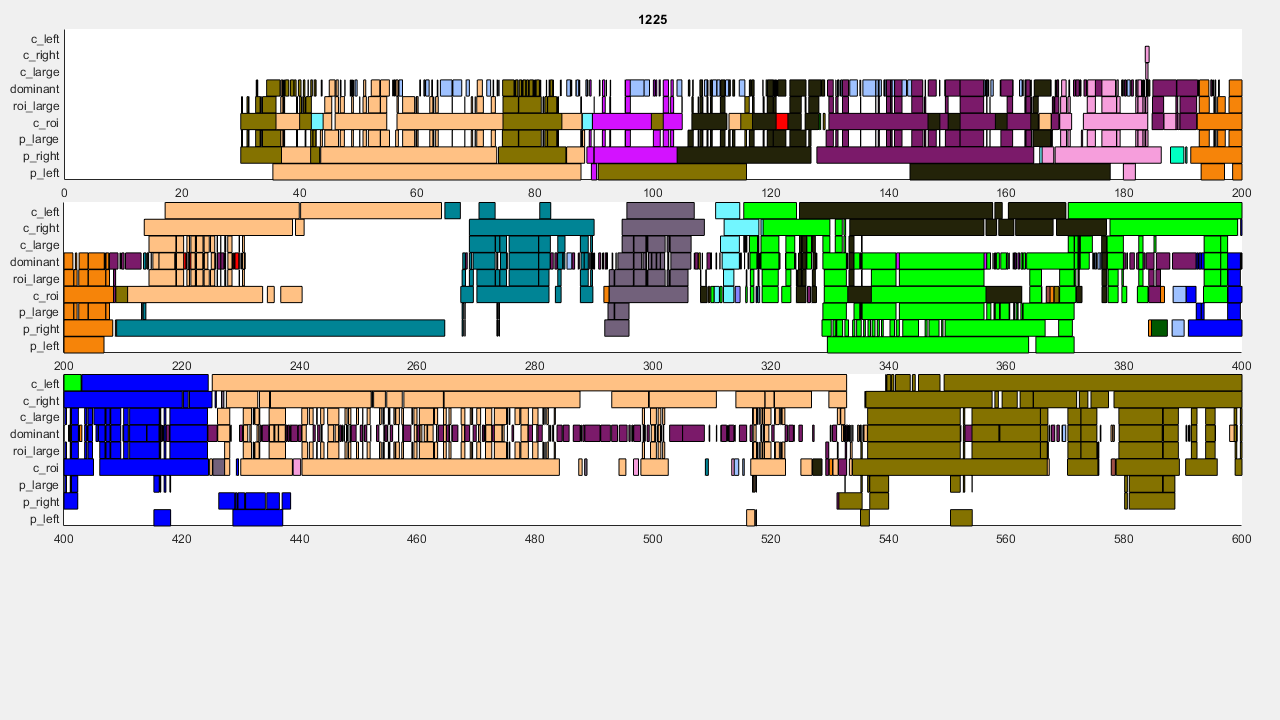 1225
c_left
c_right
c_large
dominant
roi_large
c_roi
p_large
p_right
p_left
0 20 40 60 80 100 120 140 160 180 200
c_left
c_right
c_large
dominant
roi_large
c_roi
p_large
p_right
p_left
200 220 240 260 280 300 320 340 360 380 400
c_left
c_right
c_large
dominant
roi_large
c_roi
p_large
p_right
p_left
400 420 440 460 480 500 520 540 560 580 600